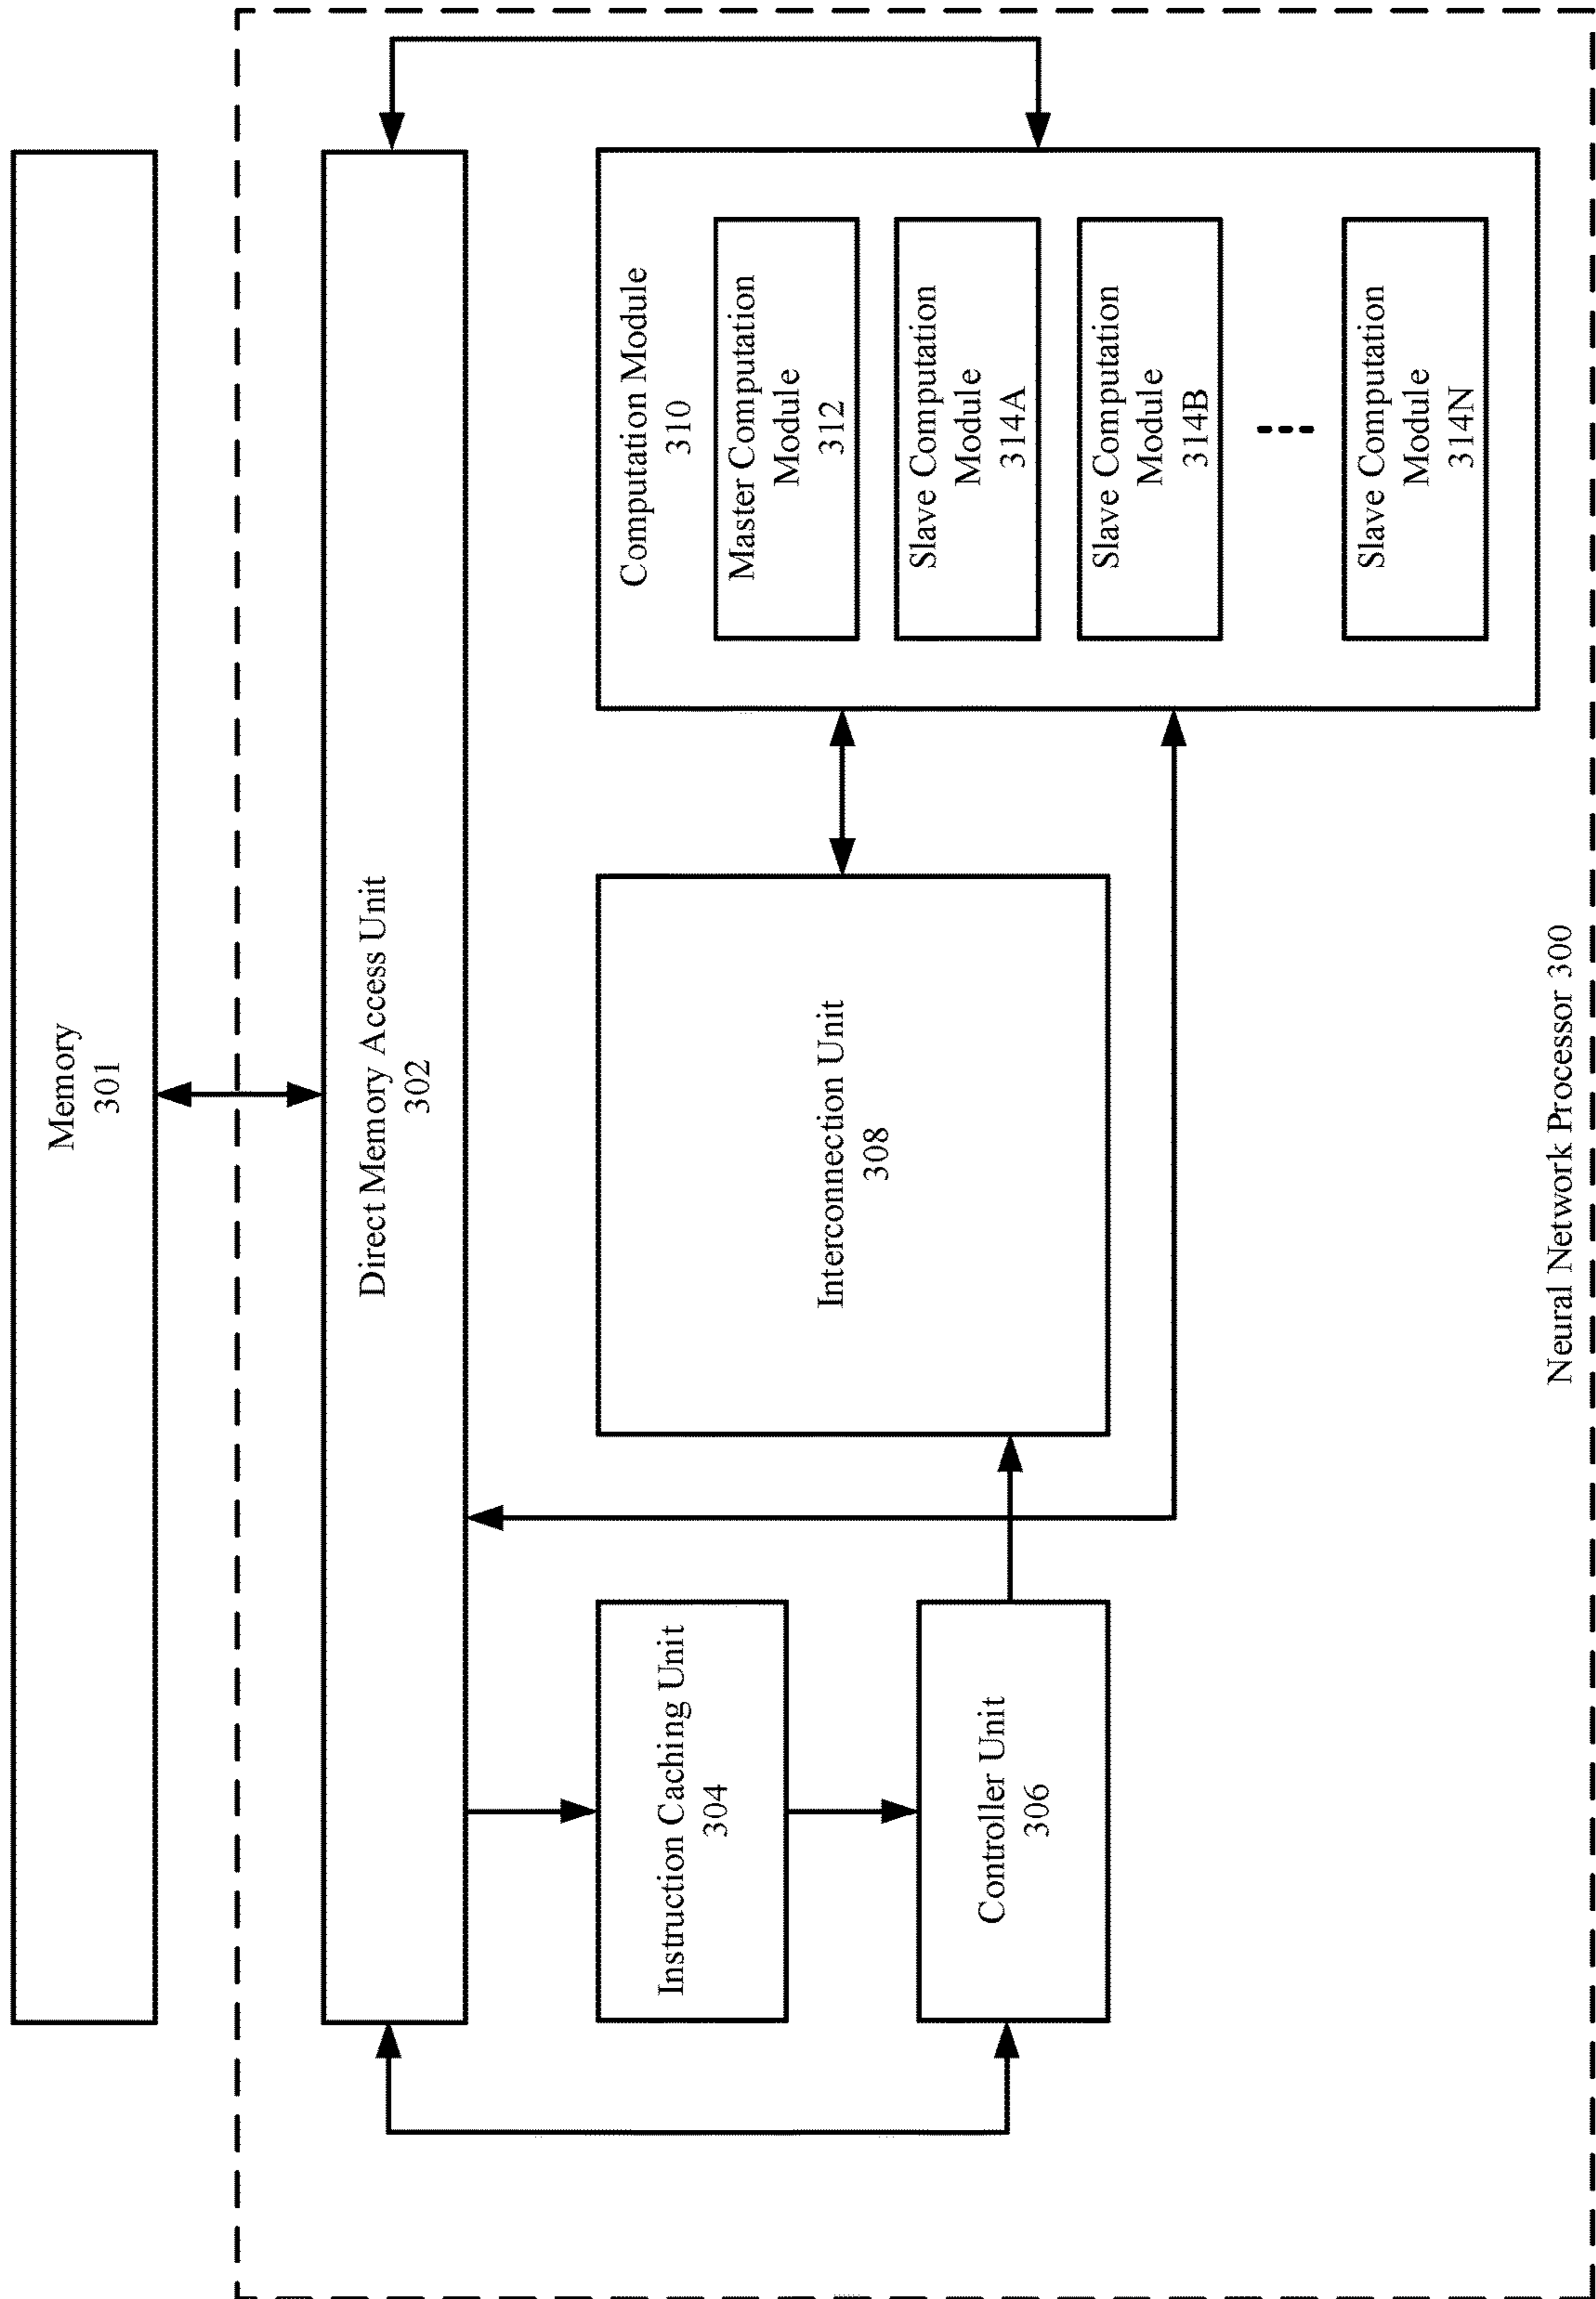 Memory
301
Direct Memory Access Unit
302
Instruction Caching Unit
304
Controller Unit
306
Interconnection Unit
308
Computation Module
310
Master Computation
Module
312
Slave Computation
Module
314A
Slave Computation
Module
314B
Slave Computation
Module
314N
Neural Network Processor 300